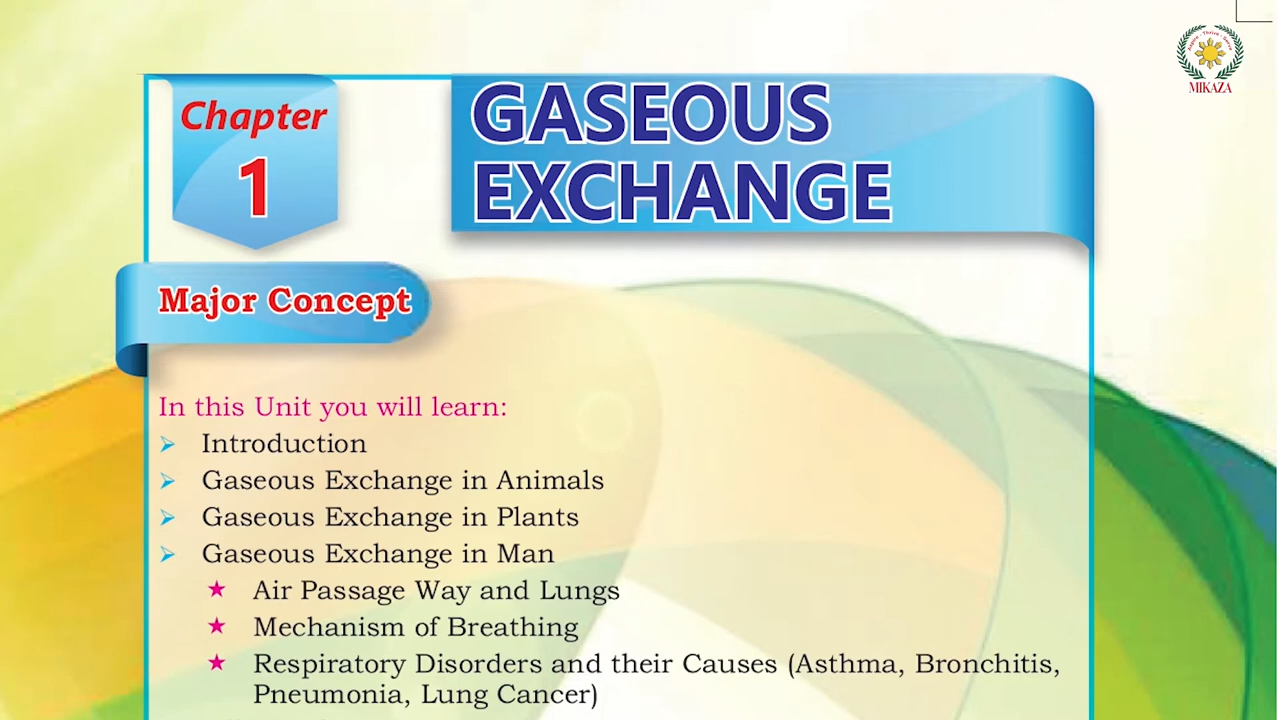 MIKAZA
Chapter
1
GASEOUS
EXCHANGE
Major Concept
In this Unit you will learn:
Introduction
Gaseous Exchange in Animals
Gaseous Exchange in Plants
Gaseous Exchange in Man
Air Passage Way and Lungs
Mechanism of Breathing
Respiratory Disorders and their Causes (Asthma, Bronchitis,
Pneumonia, Lung Cancer)